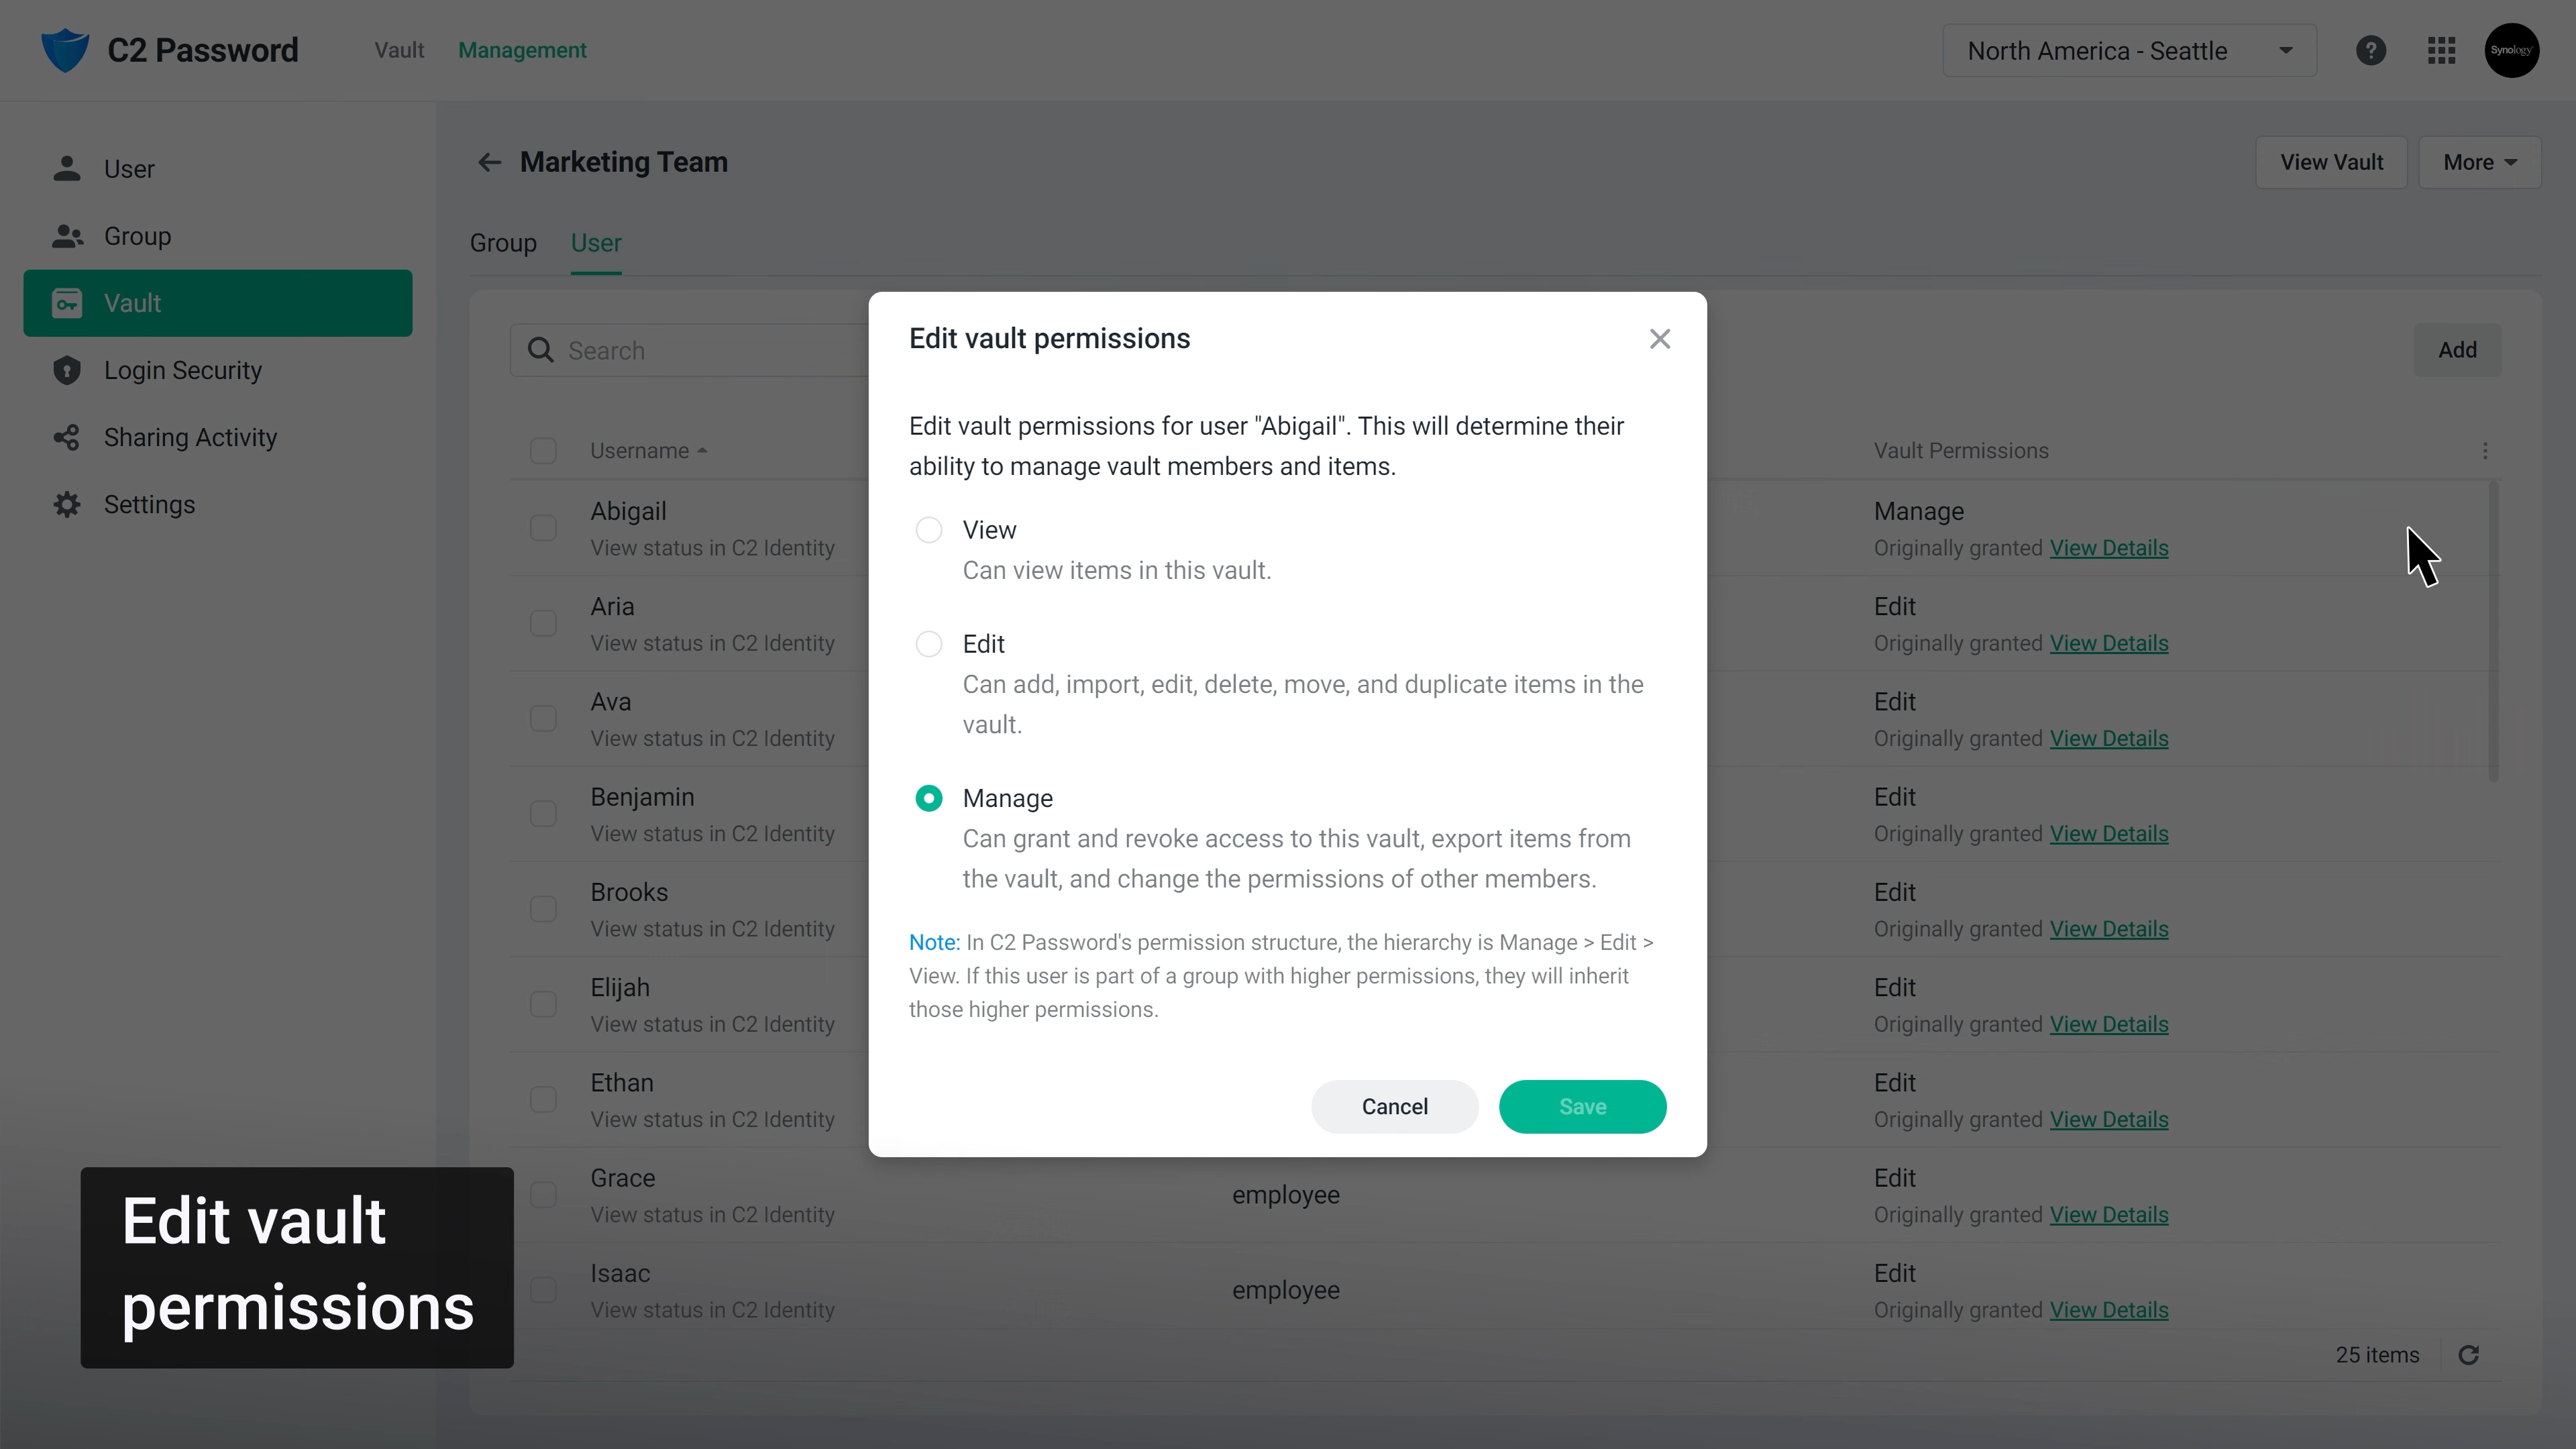 C2 Password
Vault
Management
North America - Seattle
Synology
User
Group
Vault
Login Security
Sharing Activity
Settings
Marketing Team
View Vault
More
Group
User
Search
Add
Username
Vault Permissions
Abigail
View status in C2 Identity
Manage
Originally granted View Details
Aria
View status in C2 Identity
Edit
Originally granted View Details
Ava
View status in C2 Identity
Edit
Originally granted View Details
Benjamin
View status in C2 Identity
Edit
Originally granted View Details
Brooks
View status in C2 Identity
Edit
Originally granted View Details
Elijah
View status in C2 Identity
Edit
Originally granted View Details
Ethan
View status in C2 Identity
Edit
Originally granted View Details
Grace
View status in C2 Identity
employee
Edit
Originally granted View Details
Isaac
View status in C2 Identity
employee
Edit
Originally granted View Details
25 items
Edit vault permissions
Edit vault permissions for user "Abigail". This will determine their
ability to manage vault members and items.
View
Can view items in this vault.
Edit
Can add, import, edit, delete, move, and duplicate items in the
vault.
Manage
Can grant and revoke access to this vault, export items from
the vault, and change the permissions of other members.
Note: In C2 Password's permission structure, the hierarchy is Manage > Edit >
View. If this user is part of a group with higher permissions, they will inherit
those higher permissions.
Cancel
Save
Edit vault
permissions